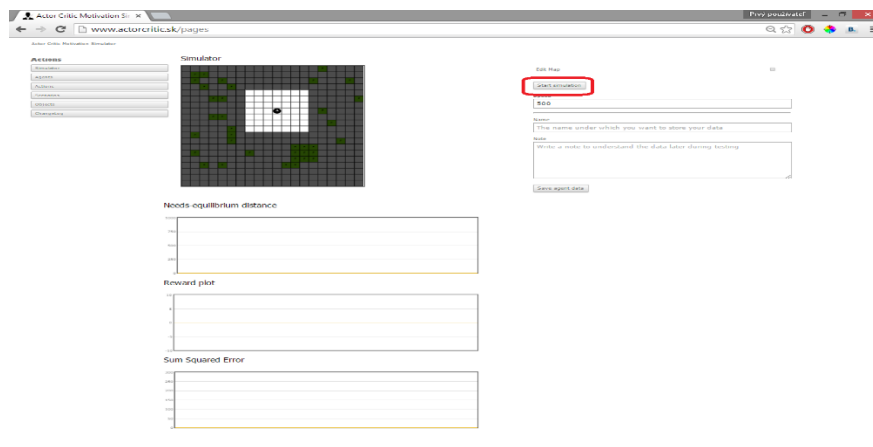 Actor Critic Motivation Sir
Prvy používateľ
www.actorcritic.sk/pages
Actor Critic Motivation Simulator
Actions
Simulator
Agents
Actions
Simulator
Edit Map
Start simulation
500
Name
The name under which you want to store your data
Note
Write a note to understand the data later during testing
Save agent data
Needs equilibrium distance
Reward plot
Sum Squared Error